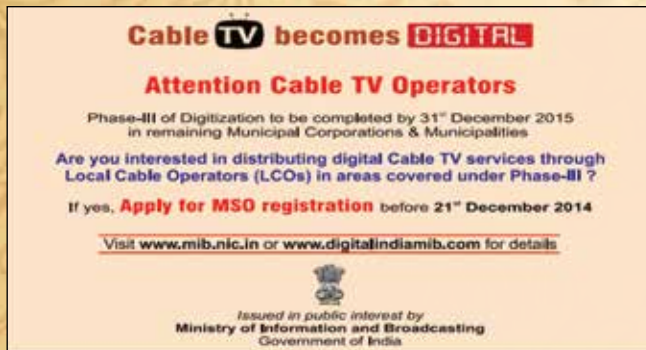 Cable TV becomes DIGITAL
Attention Cable TV Operators
Phase-III of Digitization to be completed by 31st December 2015
in remaining Municipal Corporations & Municipalities
Are you interested in distributing digital Cable TV services through
Local Cable Operators (LCOs) in areas covered under Phase-III ?
If yes, Apply for MSO registration before 21st December 2014
Visit www.mib.nic.in or www.digitalindiamib.com for details
Issued in public interest by
Ministry of Information and Broadcasting
Government of India